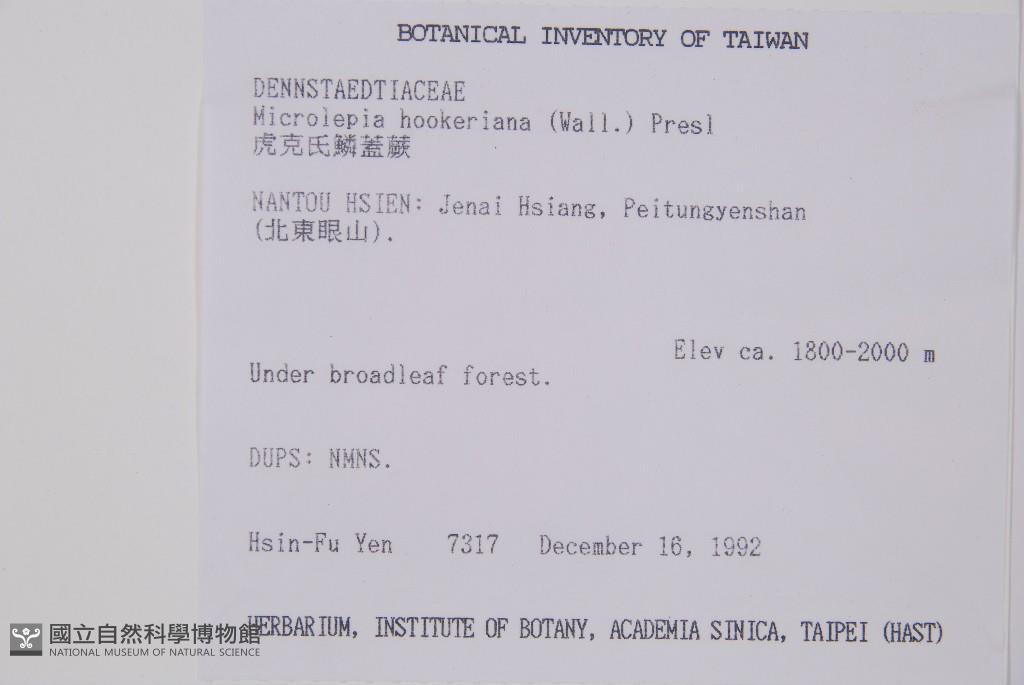 BOTANICAL INVENTORY OF TAIWAN
DENNSTAEDTIACEAE
Microlepia hookeriana (Wall.) Presl
虎克氏鱗蓋蕨
NANTOU HSIEN: Jenai Hsiang, Peitungyenshan
(北東眼山).
Elev ca. 1800-2000 m
Under broadleaf forest.
DUPS: NMNS.
Hsin-Fu Yen 7317 December 16, 1992
HERBARIUM, INSTITUTE OF BOTANY, ACADEMIA SINICA, TAIPEI (HAST)
國立自然科學博物館
NATIONAL MUSEUM OF NATURAL SCIENCE